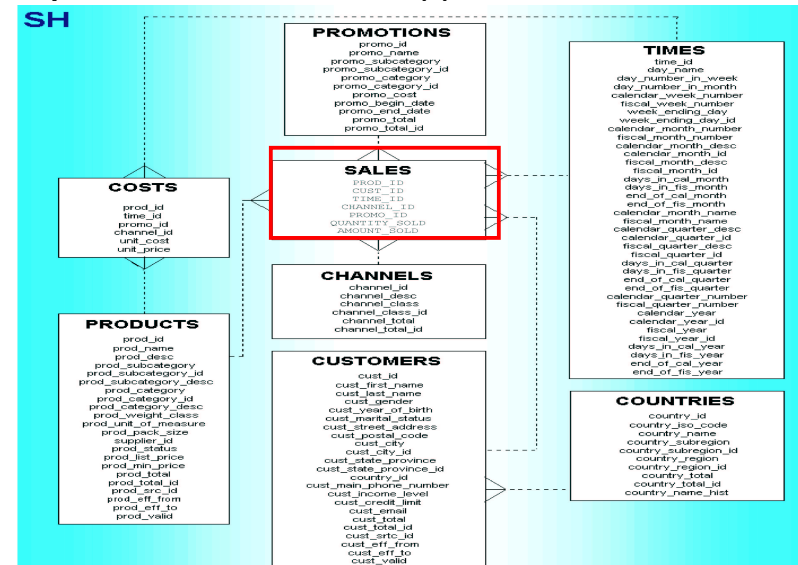 SH
PROMOTIONS
promo_id
promo_name
promo_subcategory
promo_subcategory_id
promo_category
promo_category_id
promo_cost
promo_begin_date
promo_end_date
promo_total
promo_total_id
TIMES
time_id
day_name
day_number_in_week
day_number_in_month
calendar_week_number
fiscal_week_number
week_ending_day
week_ending_day_id
calendar_month_number
fiscal_month_number
calendar_month_desc
calendar_month_id
fiscal_month_desc
fiscal_month_id
days_in_cal_month
days_in_fis_month
end_of_cal_month
end_of_fis_month
calendar_month_name
fiscal_month_name
calendar_quarter_desc
calendar_quarter_id
fiscal_quarter_desc
fiscal_quarter_id
days_in_cal_quarter
days_in_fis_quarter
end_of_cal_quarter
end_of_fis_quarter
calendar_quarter_number
fiscal_quarter_number
calendar_year
calendar_year_id
fiscal_year
fiscal_year_id
days_in_cal_year
days_in_fis_year
end_of_cal_year
end_of_fis_year
SALES
PROD_ID
CUST_ID
TIME_ID
CHANNEL_ID
PROMO_ID
QUANTITY_SOLD
AMOUNT_SOLD
COSTS
prod_id
time_id
promo_id
channel_id
unit_cost
unit_price
CHANNELS
channel_id
channel_desc
channel_class
channel_class_id
channel_total
channel_total_id
PRODUCTS
prod_id
prod_name
prod_desc
prod_subcategory
prod_subcategory_id
prod_subcategory_desc
prod_category
prod_category_id
prod_category_desc
prod_weight_class
prod_unit_of_measure
prod_pack_size
supplier_id
prod_status
prod_list_price
prod_min_price
prod_total
prod_total_id
prod_src_id
prod_eff_from
prod_eff_to
prod_valid
CUSTOMERS
cust_id
cust_first_name
cust_last_name
cust_gender
cust_year_of_birth
cust_marital_status
cust_street_address
cust_postal_code
cust_city
cust_city_id
cust_state_province
cust_state_province_id
country_id
cust_main_phone_number
cust_income_level
cust_credit_limit
cust_email
cust_total
cust_total_id
cust_srtc_id
cust_eff_from
cust_eff_to
cust_valid
COUNTRIES
country_id
country_iso_code
country_name
country_subregion
country_subregion_id
country_region
country_region_id
country_total
country_total_id
country_name_hist